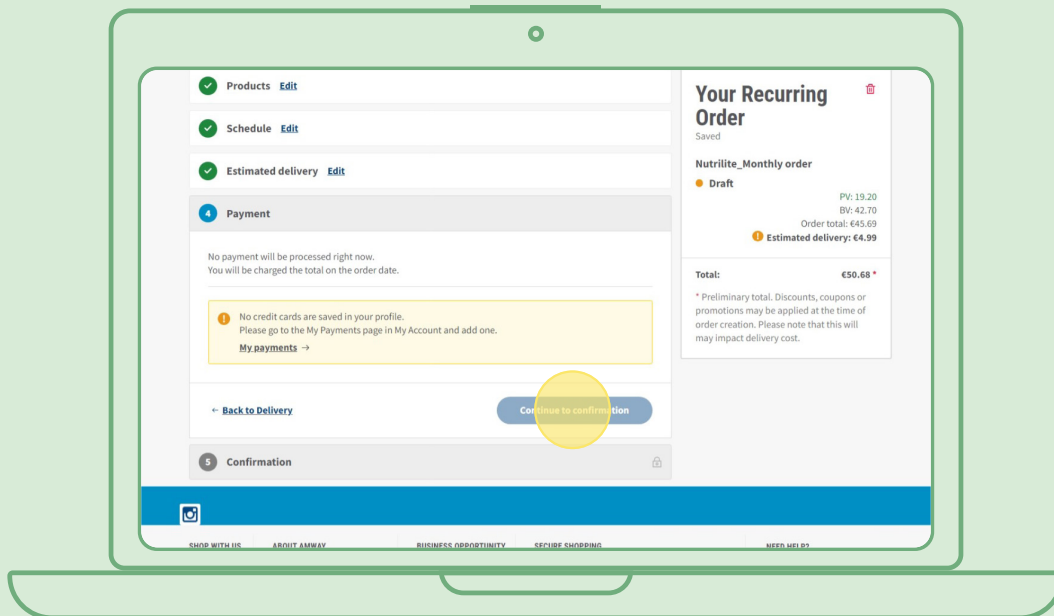 Products Edit
Schedule Edit
Estimated delivery Edit
4 Payment
No payment will be processed right now.
You will be charged the total on the order date.
No credit cards are saved in your profile.
Please go to the My Payments page in My Account and add one.
My payments →
← Back to Delivery
Continue to confirmation
5 Confirmation
Your Recurring
Order
Saved
Nutrilite_Monthly order
Draft
PV: 19.20
BV: 42.70
Order total: €45.69
Estimated delivery: €4.99
Total: €50.68 *
* Preliminary total. Discounts, coupons or
promotions may be applied at the time of
order creation. Please note that this will
may impact delivery cost.
SHOP WITH US ABOUT AMWAY BUSINESS OPPORTUNITY SECURE SHOPPING NEED HELP?